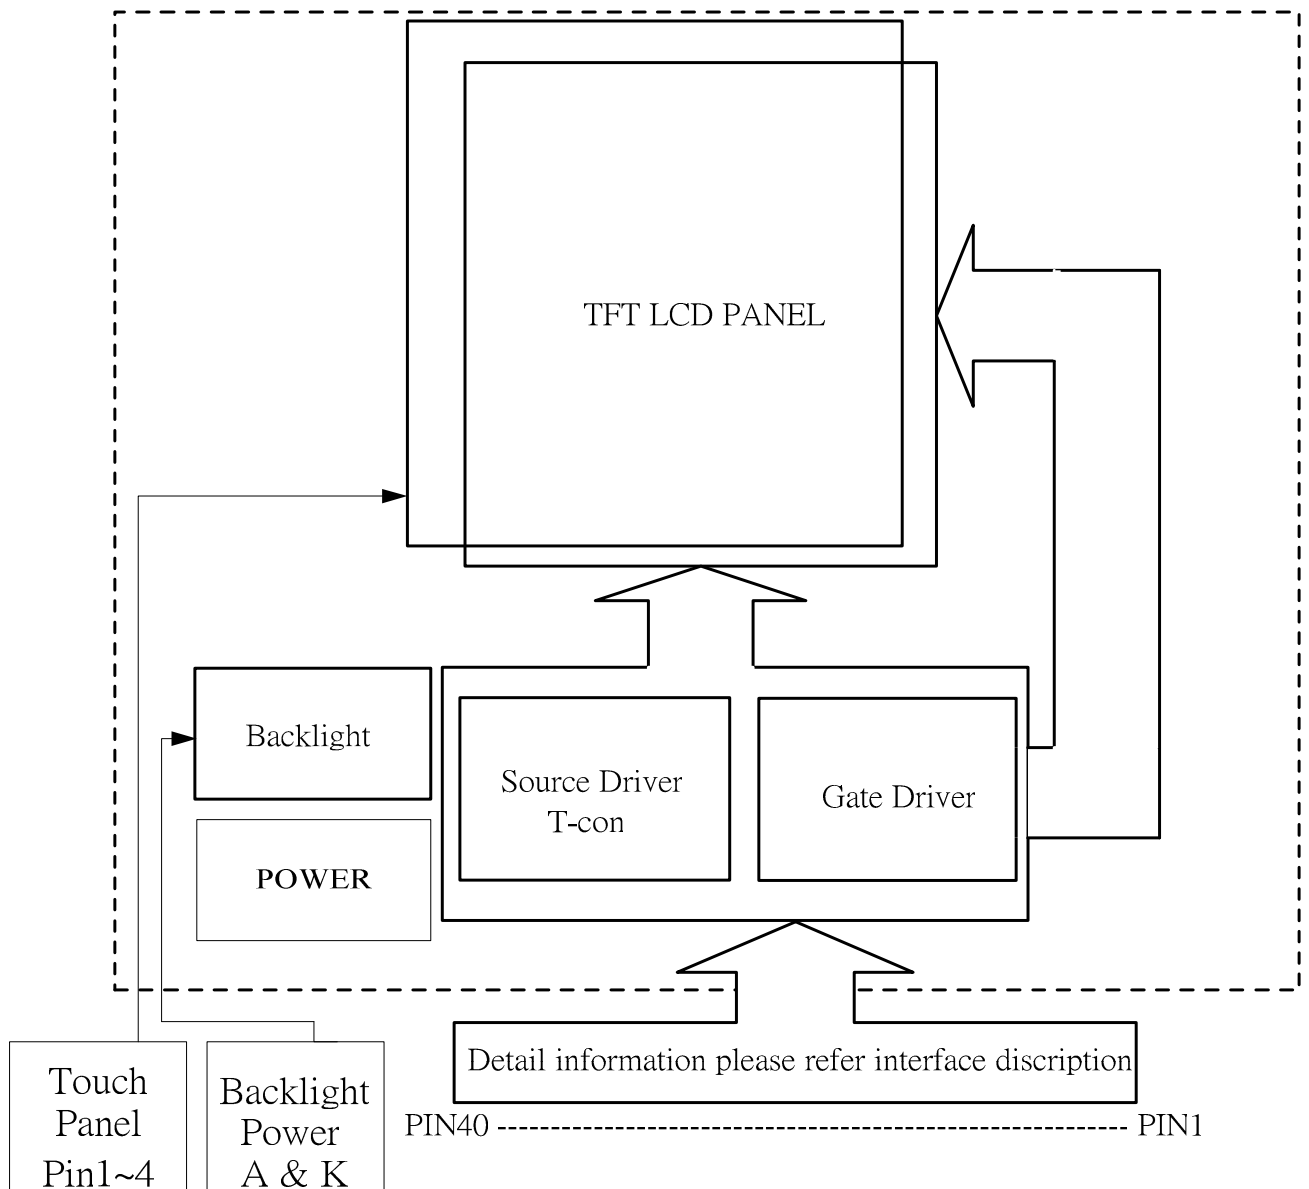 TFT LCD PANEL
Backlight
Source Driver
T-con
Gate Driver
POWER
Detail information please refer interface discription
PIN40
PIN1
Touch
Panel
Pin1~4
Backlight
Power
A & K